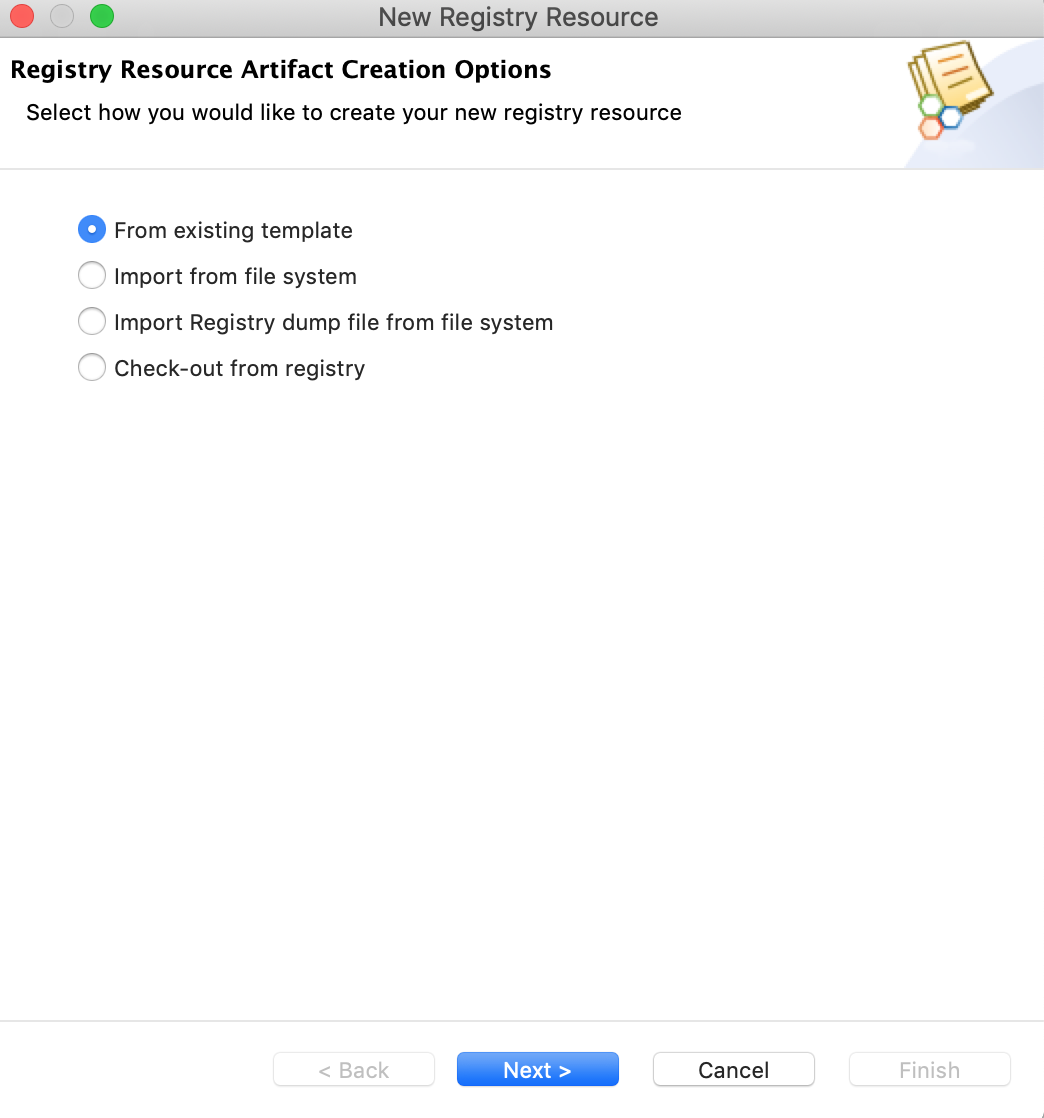 New Registry Resource
Registry Resource Artifact Creation Options
Select how you would like to create your new registry resource
From existing template
Import from file system
Import Registry dump file from file system
Check-out from registry
< Back
Next >
Cancel
Finish